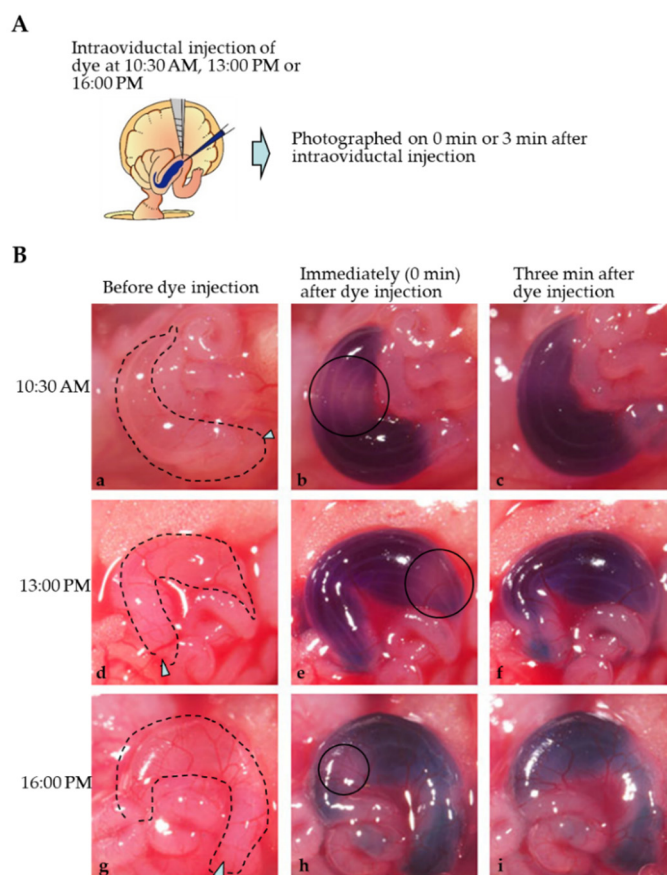 A
Intraoviductal injection of
dye at 10:30 AM, 13:00 PM or
16:00 PM
Photographed on 0 min or 3 min after
intraoviductal injection
B
Before dye injection
Immediately (0 min)
after dye injection
Three min after
dye injection
10:30 AM
a
b
c
13:00 PM
d
e
f
16:00 PM
g
h
i